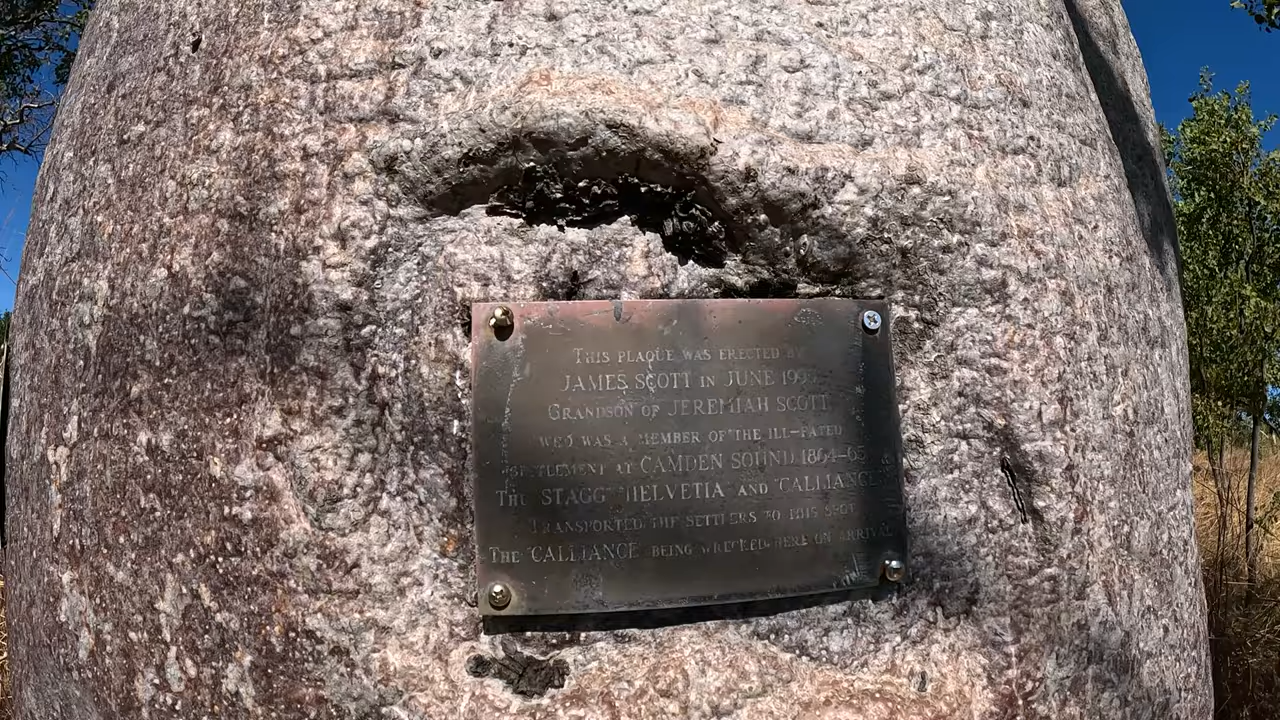 THIS PLAQUE WAS ERECTED BY
JAMES SCOTT IN JUNE
GRANDSON OF JEREMIAH SCOTT
WHO WAS A MEMBER OF THE ILL-FATED
SETTLEMENT AT CAMDEN SOUND 1864-65
THE "STAGG" "HELVETIA" AND "CALLIANCE"
TRANSPORTED THE SETTLERS TO THIS SPOT
THE "CALLIANCE" BEING WRECKED HERE ON ARRIVAL